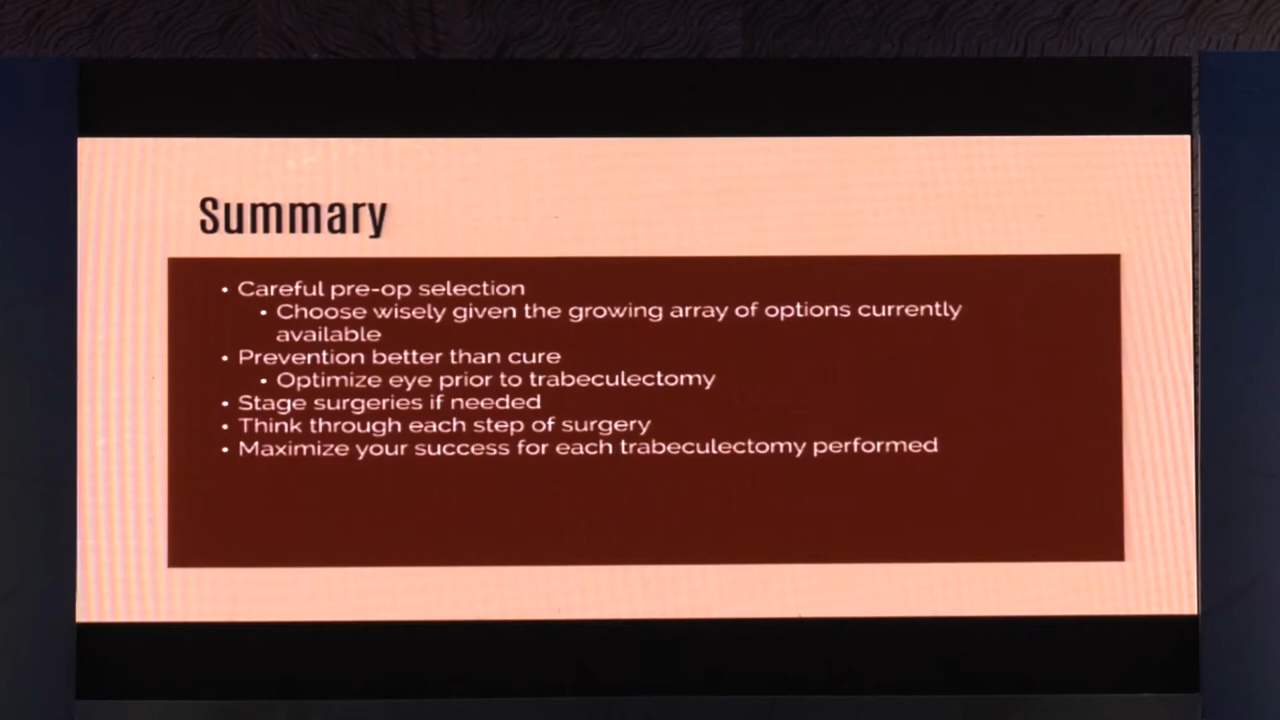 Summary
• Careful pre-op selection
• Choose wisely given the growing array of options currently
available
• Prevention better than cure
• Optimize eye prior to trabeculectomy
• Stage surgeries if needed
• Think through each step of surgery
• Maximize your success for each trabeculectomy performed